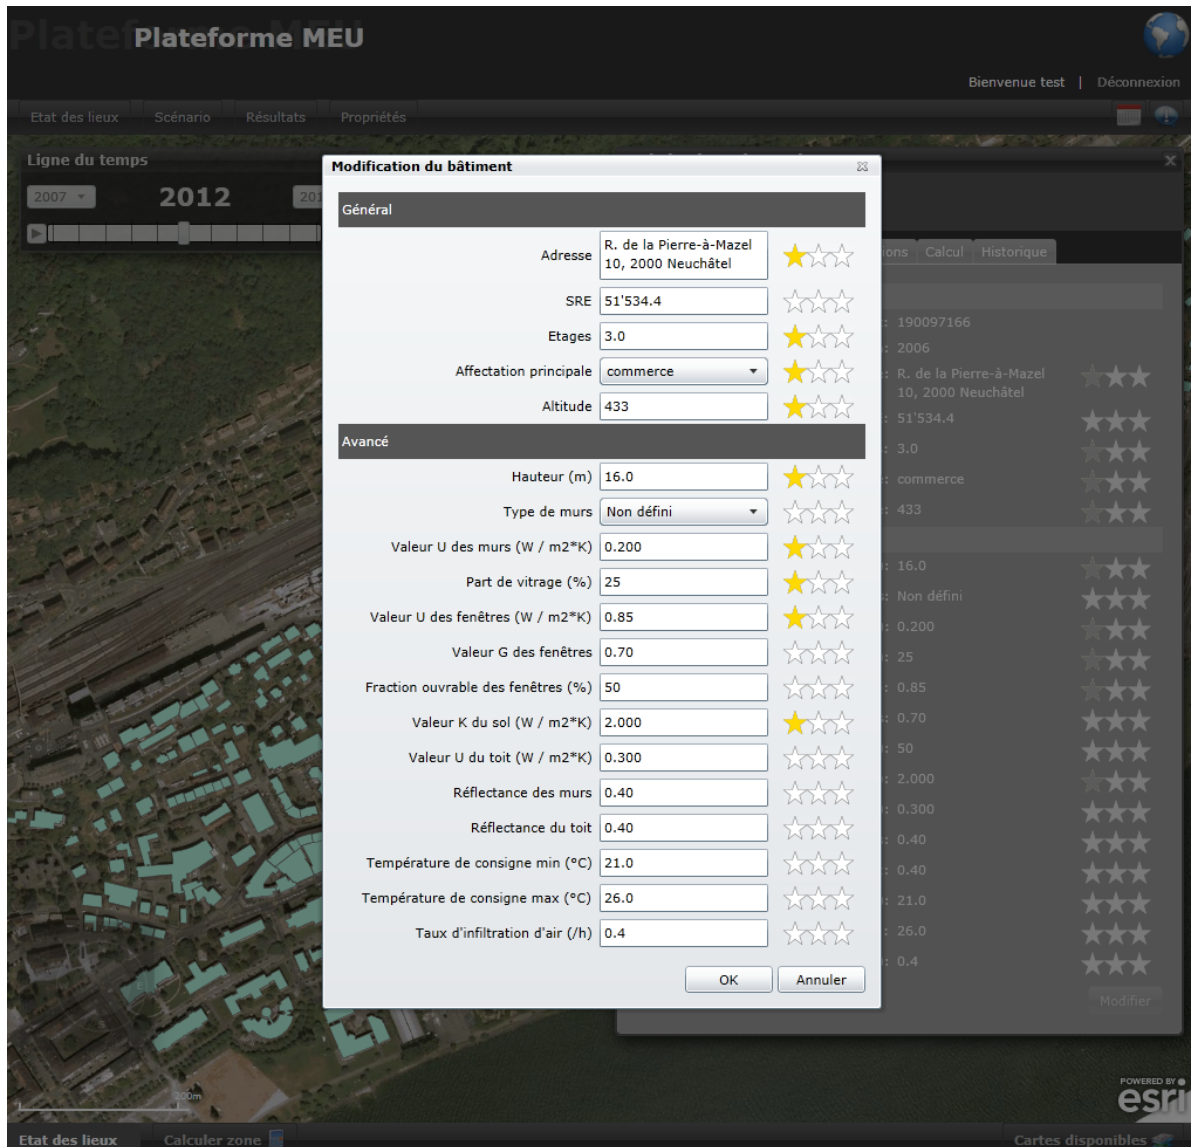 Plateforme MEU
Plateforme MEU
Bienvenue test | Déconnexion
Etat des lieux Scénario Résultats Propriétés
Ligne du temps
2007 2012
Modification du bâtiment
Général
Adresse R. de la Pierre-à-Mazel
10, 2000 Neuchâtel
SRE 51'534.4
Etages 3.0
Affectation principale commerce
Altitude 433
Avancé
Hauteur (m) 16.0
Type de murs Non défini
Valeur U des murs (W / m2*K) 0.200
Part de vitrage (%) 25
Valeur U des fenêtres (W / m2*K) 0.85
Valeur G des fenêtres 0.70
Fraction ouvrable des fenêtres (%) 50
Valeur K du sol (W / m2*K) 2.000
Valeur U du toit (W / m2*K) 0.300
Réflectance des murs 0.40
Réflectance du toit 0.40
Température de consigne min (°C) 21.0
Température de consigne max (°C) 26.0
Taux d'infiltration d'air (/h) 0.4
OK Annuler
Calcul Historique
: 190097166
: 2006
: R. de la Pierre-à-Mazel
10, 2000 Neuchâtel
: 51'534.4
: 3.0
: commerce
: 433
: 16.0
: Non défini
: 0.200
: 25
: 0.85
: 0.70
: 50
: 2.000
: 0.300
: 0.40
: 0.40
: 21.0
: 26.0
: 0.4
Modifier
200m
POWERED BY
esri
Etat des lieux Calculer zone Cartes disponibles